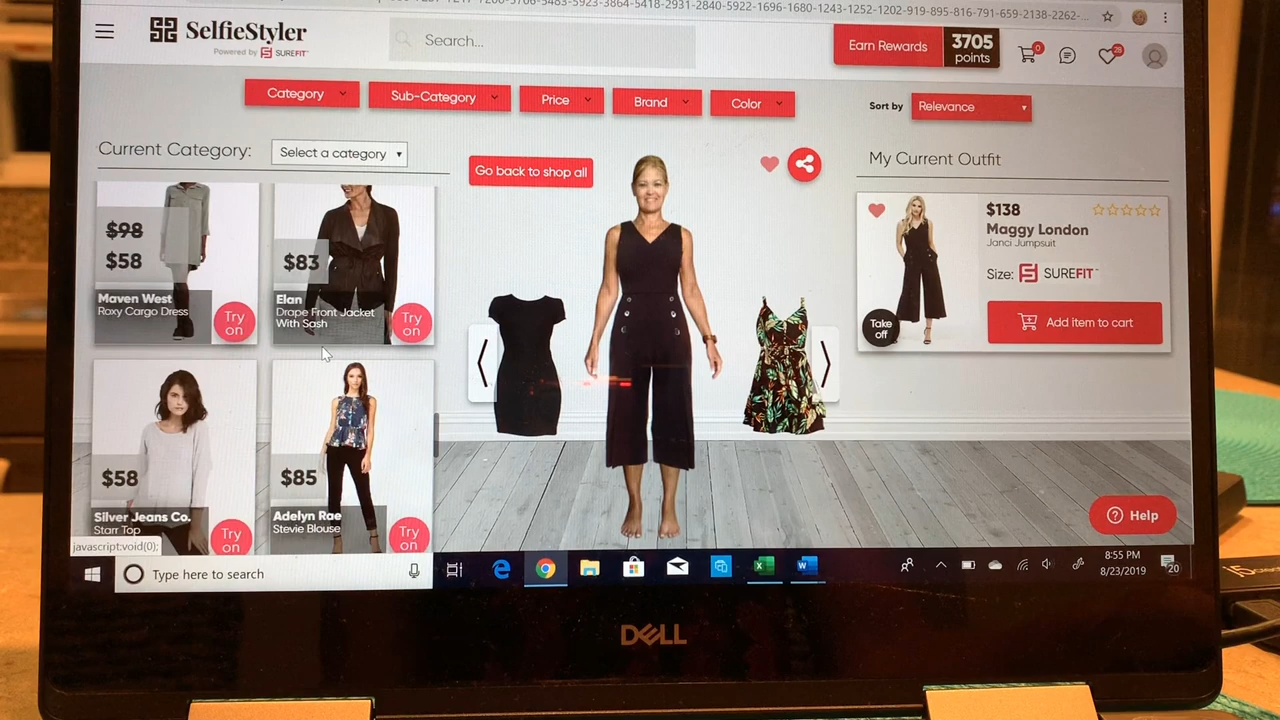 SelfieStyler
Powered by SUREFIT
Search...
Earn Rewards
3705
points
0
28
Category
Sub-Category
Price
Brand
Color
Sort by
Relevance
Current Category:
Select a category
Go back to shop all
My Current Outfit
$98
$58
Maven West
Roxy Cargo Dress
Try
on
$83
Elan
Drape Front Jacket
With Sash
Try
on
$138
Maggy London
Janci Jumpsuit
Size: SUREFIT
Take
off
Add item to cart
$58
Silver Jeans Co.
Starr Top
Try
on
$85
Adelyn Rae
Stevie Blouse
Try
on
Help
javascript:void(0);
Type here to search
8:55 PM
8/23/2019
20
DELL